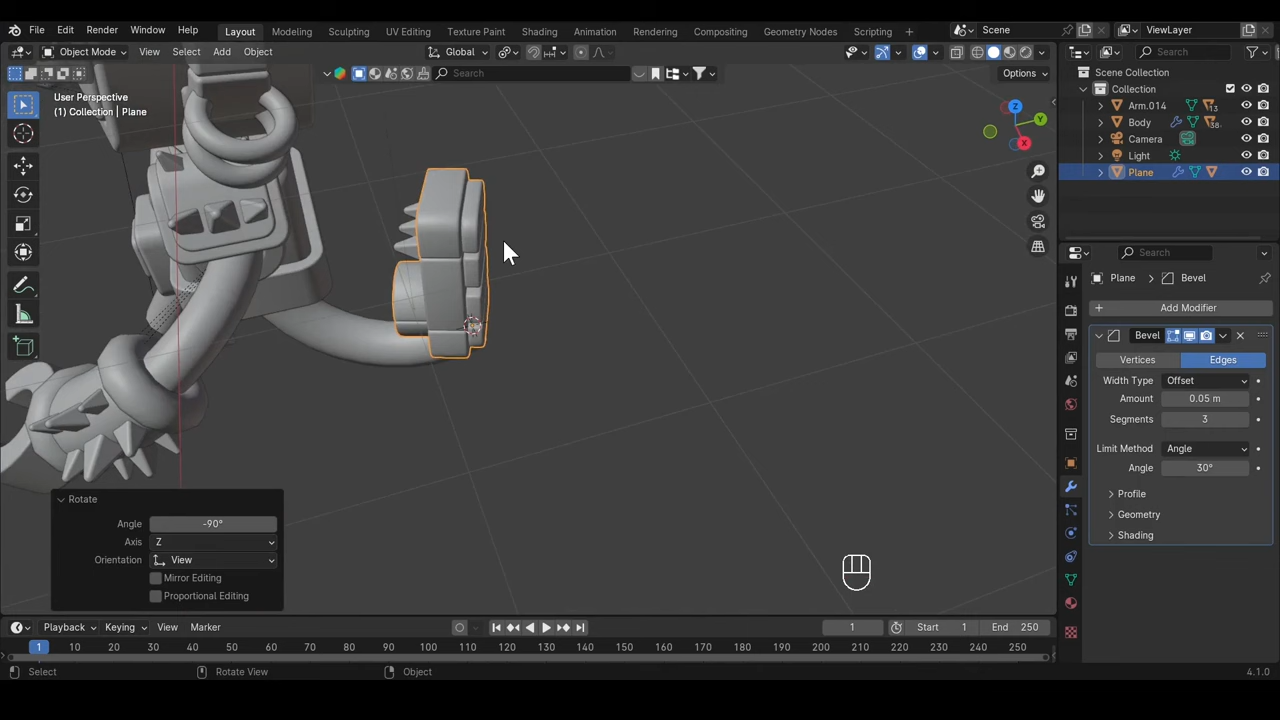 File Edit Render Window Help Layout Modeling Sculpting UV Editing Texture Paint Shading Animation Rendering Compositing Geometry Nodes Scripting Scene ViewLayer
Object Mode View Select Add Object Global Search
Search Options
User Perspective
(1) Collection | Plane
Z
Y
X
Scene Collection
Collection
Arm.014 13
Body 38
Camera
Light
Plane
Search
Plane > Bevel
+ Add Modifier
Bevel
Vertices Edges
Width Type Offset
Amount 0.05 m
Segments 3
Limit Method Angle
Angle 30°
Profile
Geometry
Shading
Rotate
Angle -90°
Axis Z
Orientation View
Mirror Editing
Proportional Editing
Playback Keying View Marker 1 Start 1 End 250
1 10 20 30 40 50 60 70 80 90 100 110 120 130 140 150 160 170 180 190 200 210 220 230 240 250
Select Rotate View Object 4.1.0